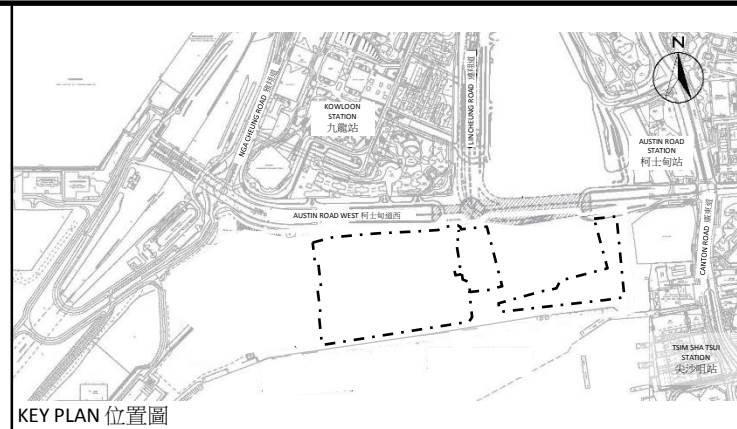 N
NGA CHEUNG ROAD 雅翔道
KOWLOON
STATION
九龍站
LIN CHEUNG ROAD 連翔道
AUSTIN ROAD
STATION
柯士甸站
AUSTIN ROAD WEST 柯士甸道西
CANTON ROAD 廣東道
TSIM SHA TSUI
STATION
尖沙咀站
KEY PLAN 位置圖